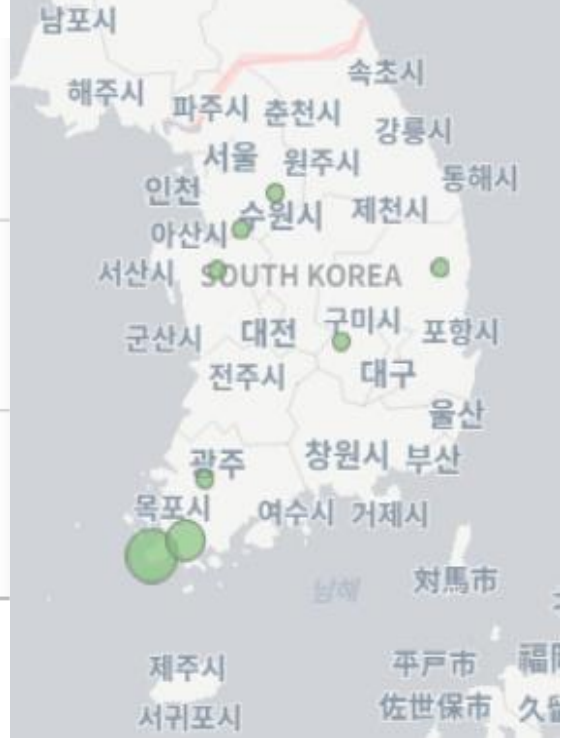 남포시
속초시
해주시
파주시
춘천시
강릉시
서울
원주시
동해시
인천
수원시
제천시
아산시
서산시
SOUTH KOREA
구미시
군산시
대전
포항시
전주시
대구
울산
광주
창원시
부산
목포시
여수시
거제시
남해
対馬市
제주시
平戸市
서귀포시
佐世保市